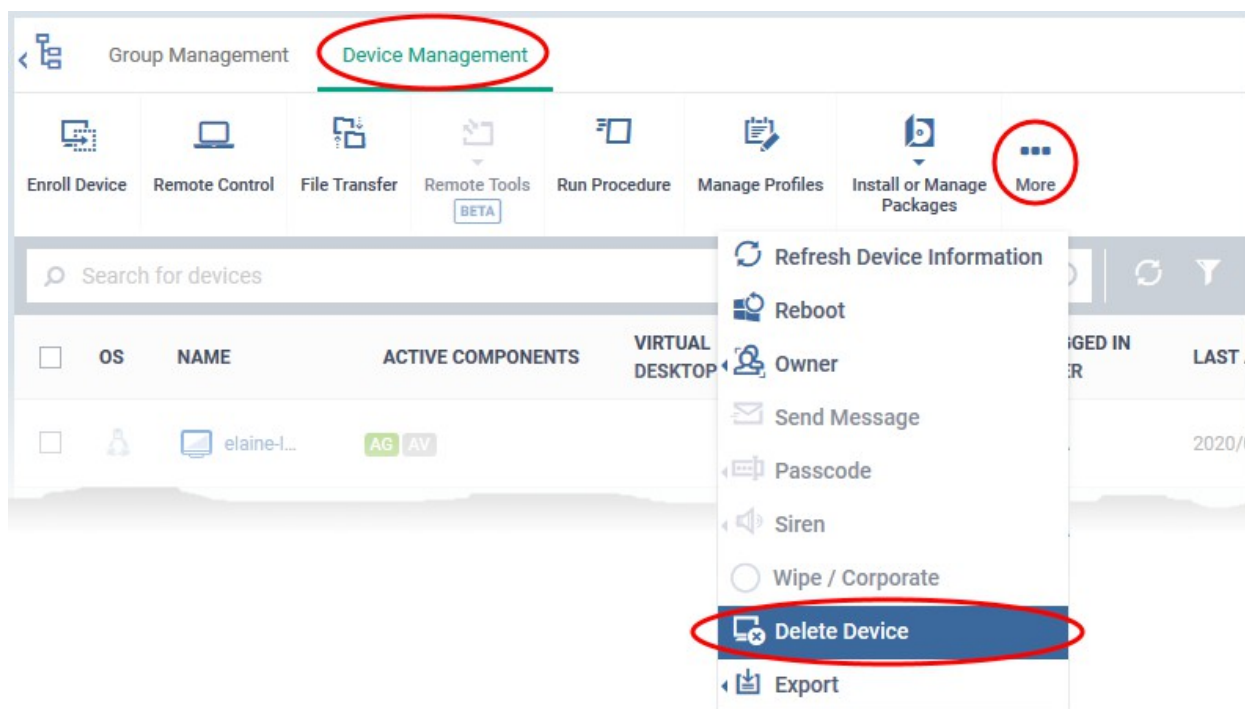 Group Management
Device Management
Enroll Device
Remote Control
File Transfer
Remote Tools
BETA
Run Procedure
Manage Profiles
Install or Manage
Packages
More
Search for devices
OS
NAME
ACTIVE COMPONENTS
VIRTUAL
DESKTOP
GGED IN
ER
LAST
elaine-l...
AG
AV
2020/
Refresh Device Information
Reboot
Owner
Send Message
Passcode
Siren
Wipe / Corporate
Delete Device
Export